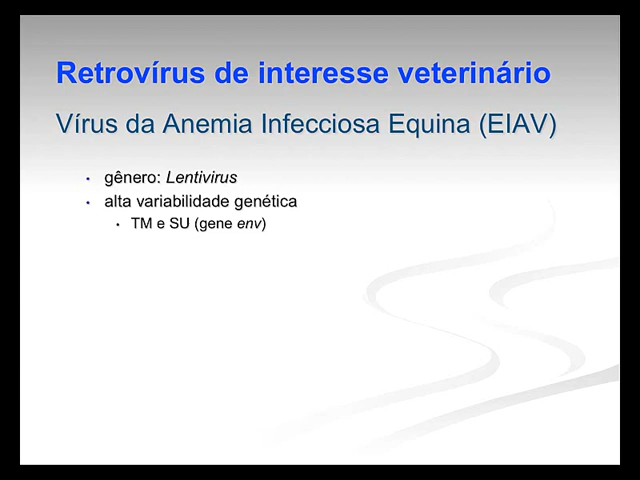 Retrovírus de interesse veterinário
Vírus da Anemia Infecciosa Equina (EIAV)
• gênero: Lentivirus
• alta variabilidade genética
• TM e SU (gene env)